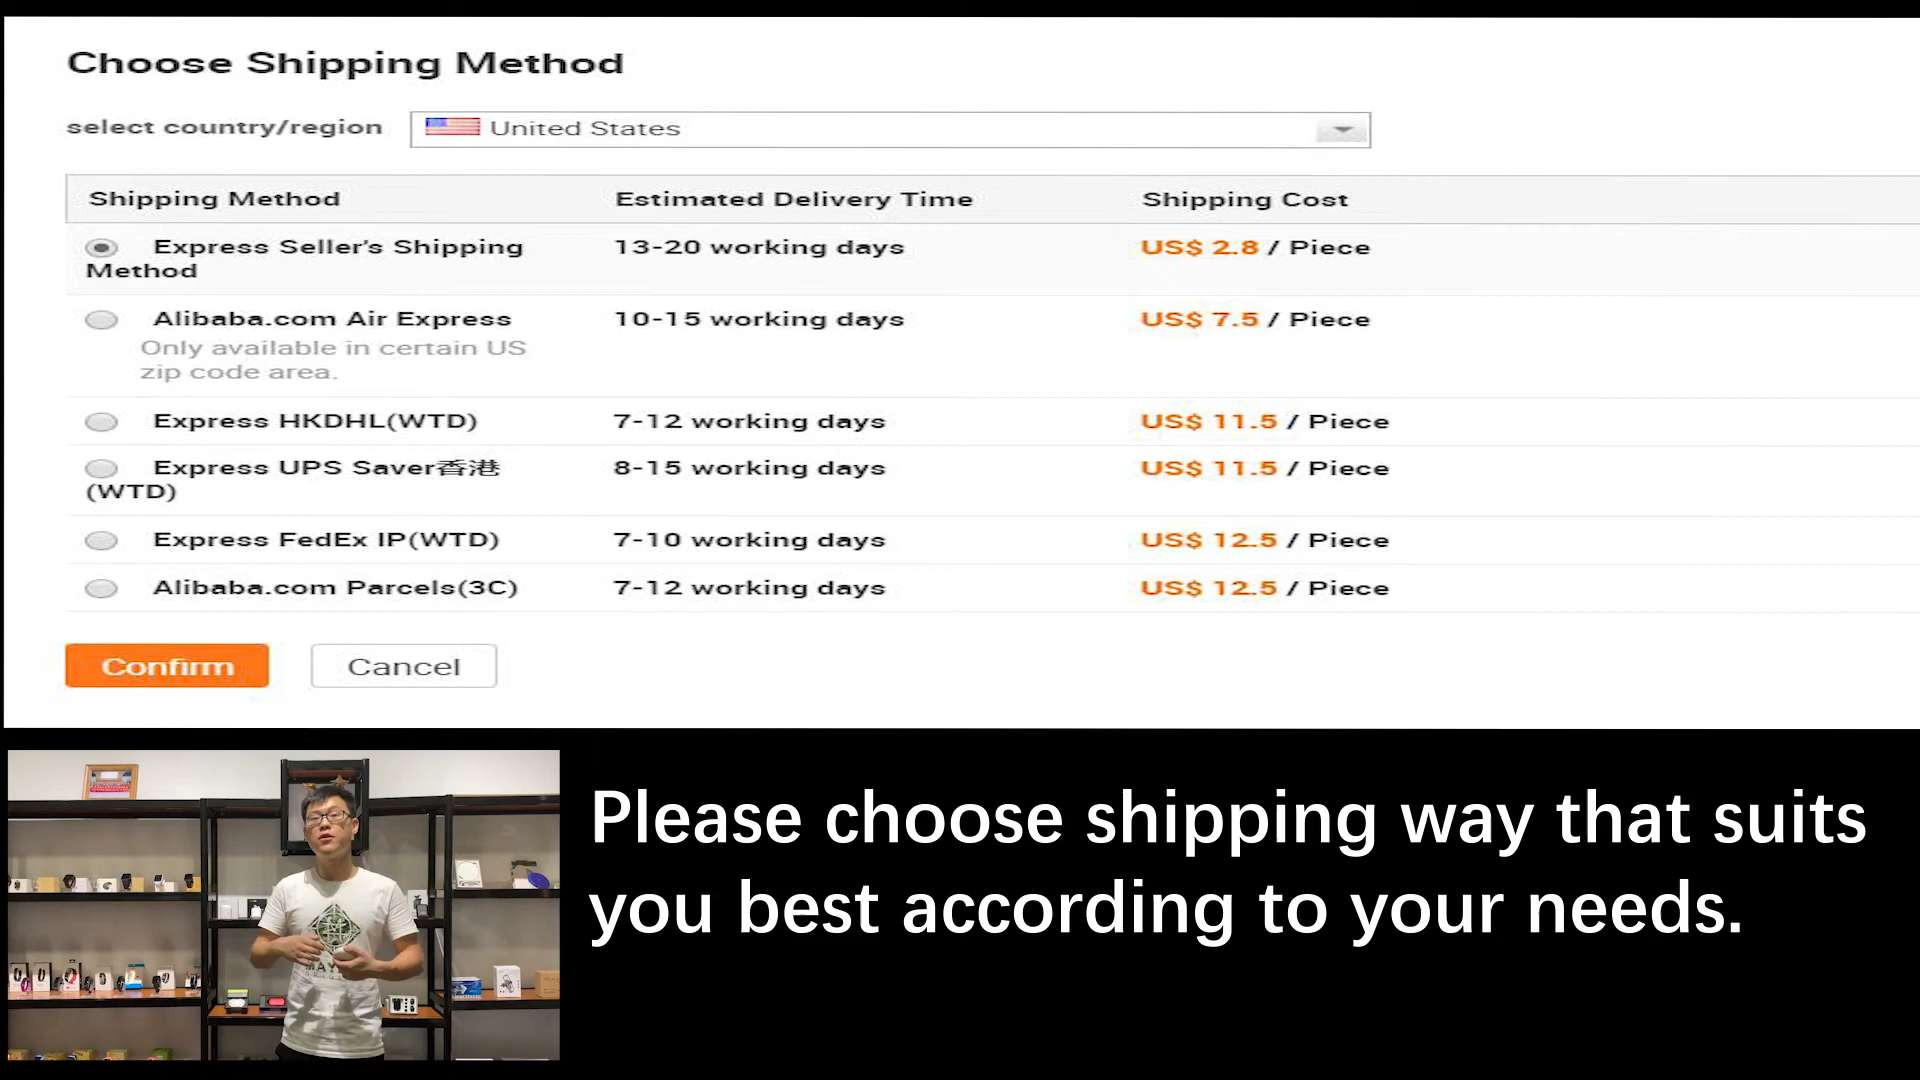 Choose Shipping Method
select country/region United States
Shipping Method Estimated Delivery Time Shipping Cost
Express Seller's Shipping 13-20 working days US$ 2.8 / Piece
Method
Alibaba.com Air Express 10-15 working days US$ 7.5 / Piece
Only available in certain US
zip code area.
Express HKDHL(WTD) 7-12 working days US$ 11.5 / Piece
Express UPS Saver香港 8-15 working days US$ 11.5 / Piece
(WTD)
Express FedEx IP(WTD) 7-10 working days US$ 12.5 / Piece
Alibaba.com Parcels(3C) 7-12 working days US$ 12.5 / Piece
Confirm Cancel
Please choose shipping way that suits
you best according to your needs.